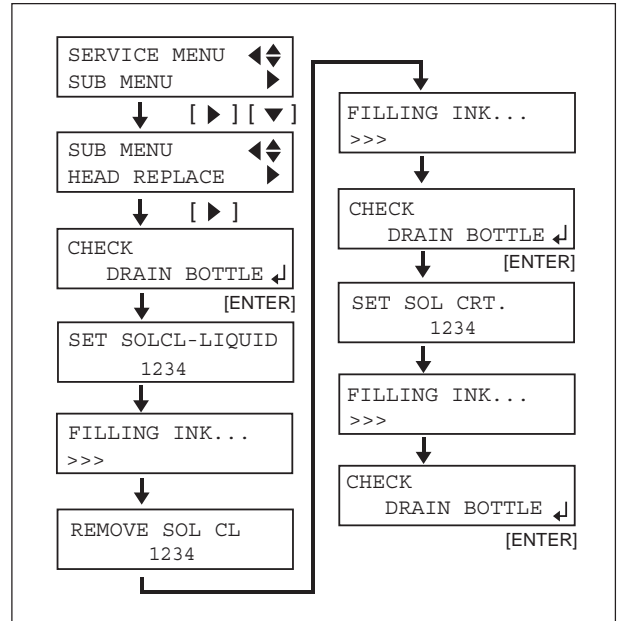 SERVICE MENU ◀◆
SUB MENU ▶
[ ▶ ] [ ▼ ]
SUB MENU ◀◆
HEAD REPLACE ▶
[ ▶ ]
CHECK
DRAIN BOTTLE ↵
[ENTER]
SET SOLCL-LIQUID
1234
FILLING INK...
>>>
REMOVE SOL CL
1234
FILLING INK...
>>>
CHECK
DRAIN BOTTLE ↵
[ENTER]
SET SOL CRT.
1234
FILLING INK...
>>>
CHECK
DRAIN BOTTLE ↵
[ENTER]